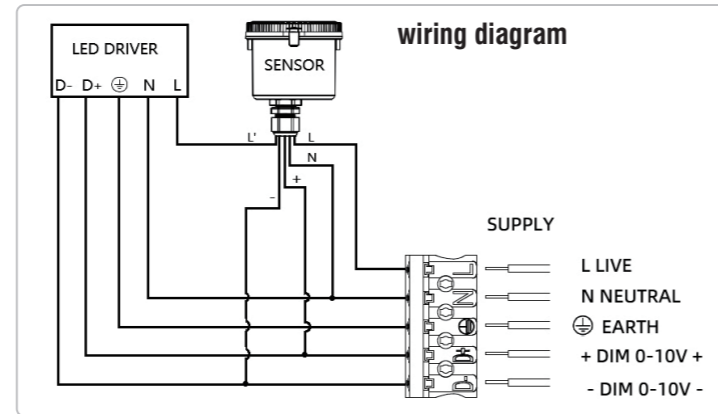 wiring diagram
LED DRIVER
D- D+ ⏚ N L
SENSOR
L' L
N
+
-
SUPPLY
L L LIVE
N N NEUTRAL
⏚ ⏚ EARTH
D+ + DIM 0-10V +
D- - DIM 0-10V -